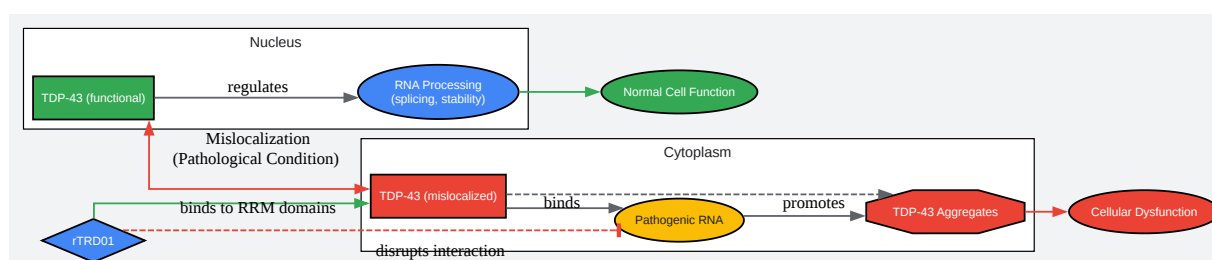 Nucleus
TDP-43 (functional)
regulates
RNA Processing
(splicing, stability)
Normal Cell Function
Mislocalization
(Pathological Condition)
Cytoplasm
TDP-43 (mislocalized)
binds to RRM domains
binds
Pathogenic RNA
promotes
TDP-43 Aggregates
Cellular Dysfunction
rTRD01
disrupts interaction